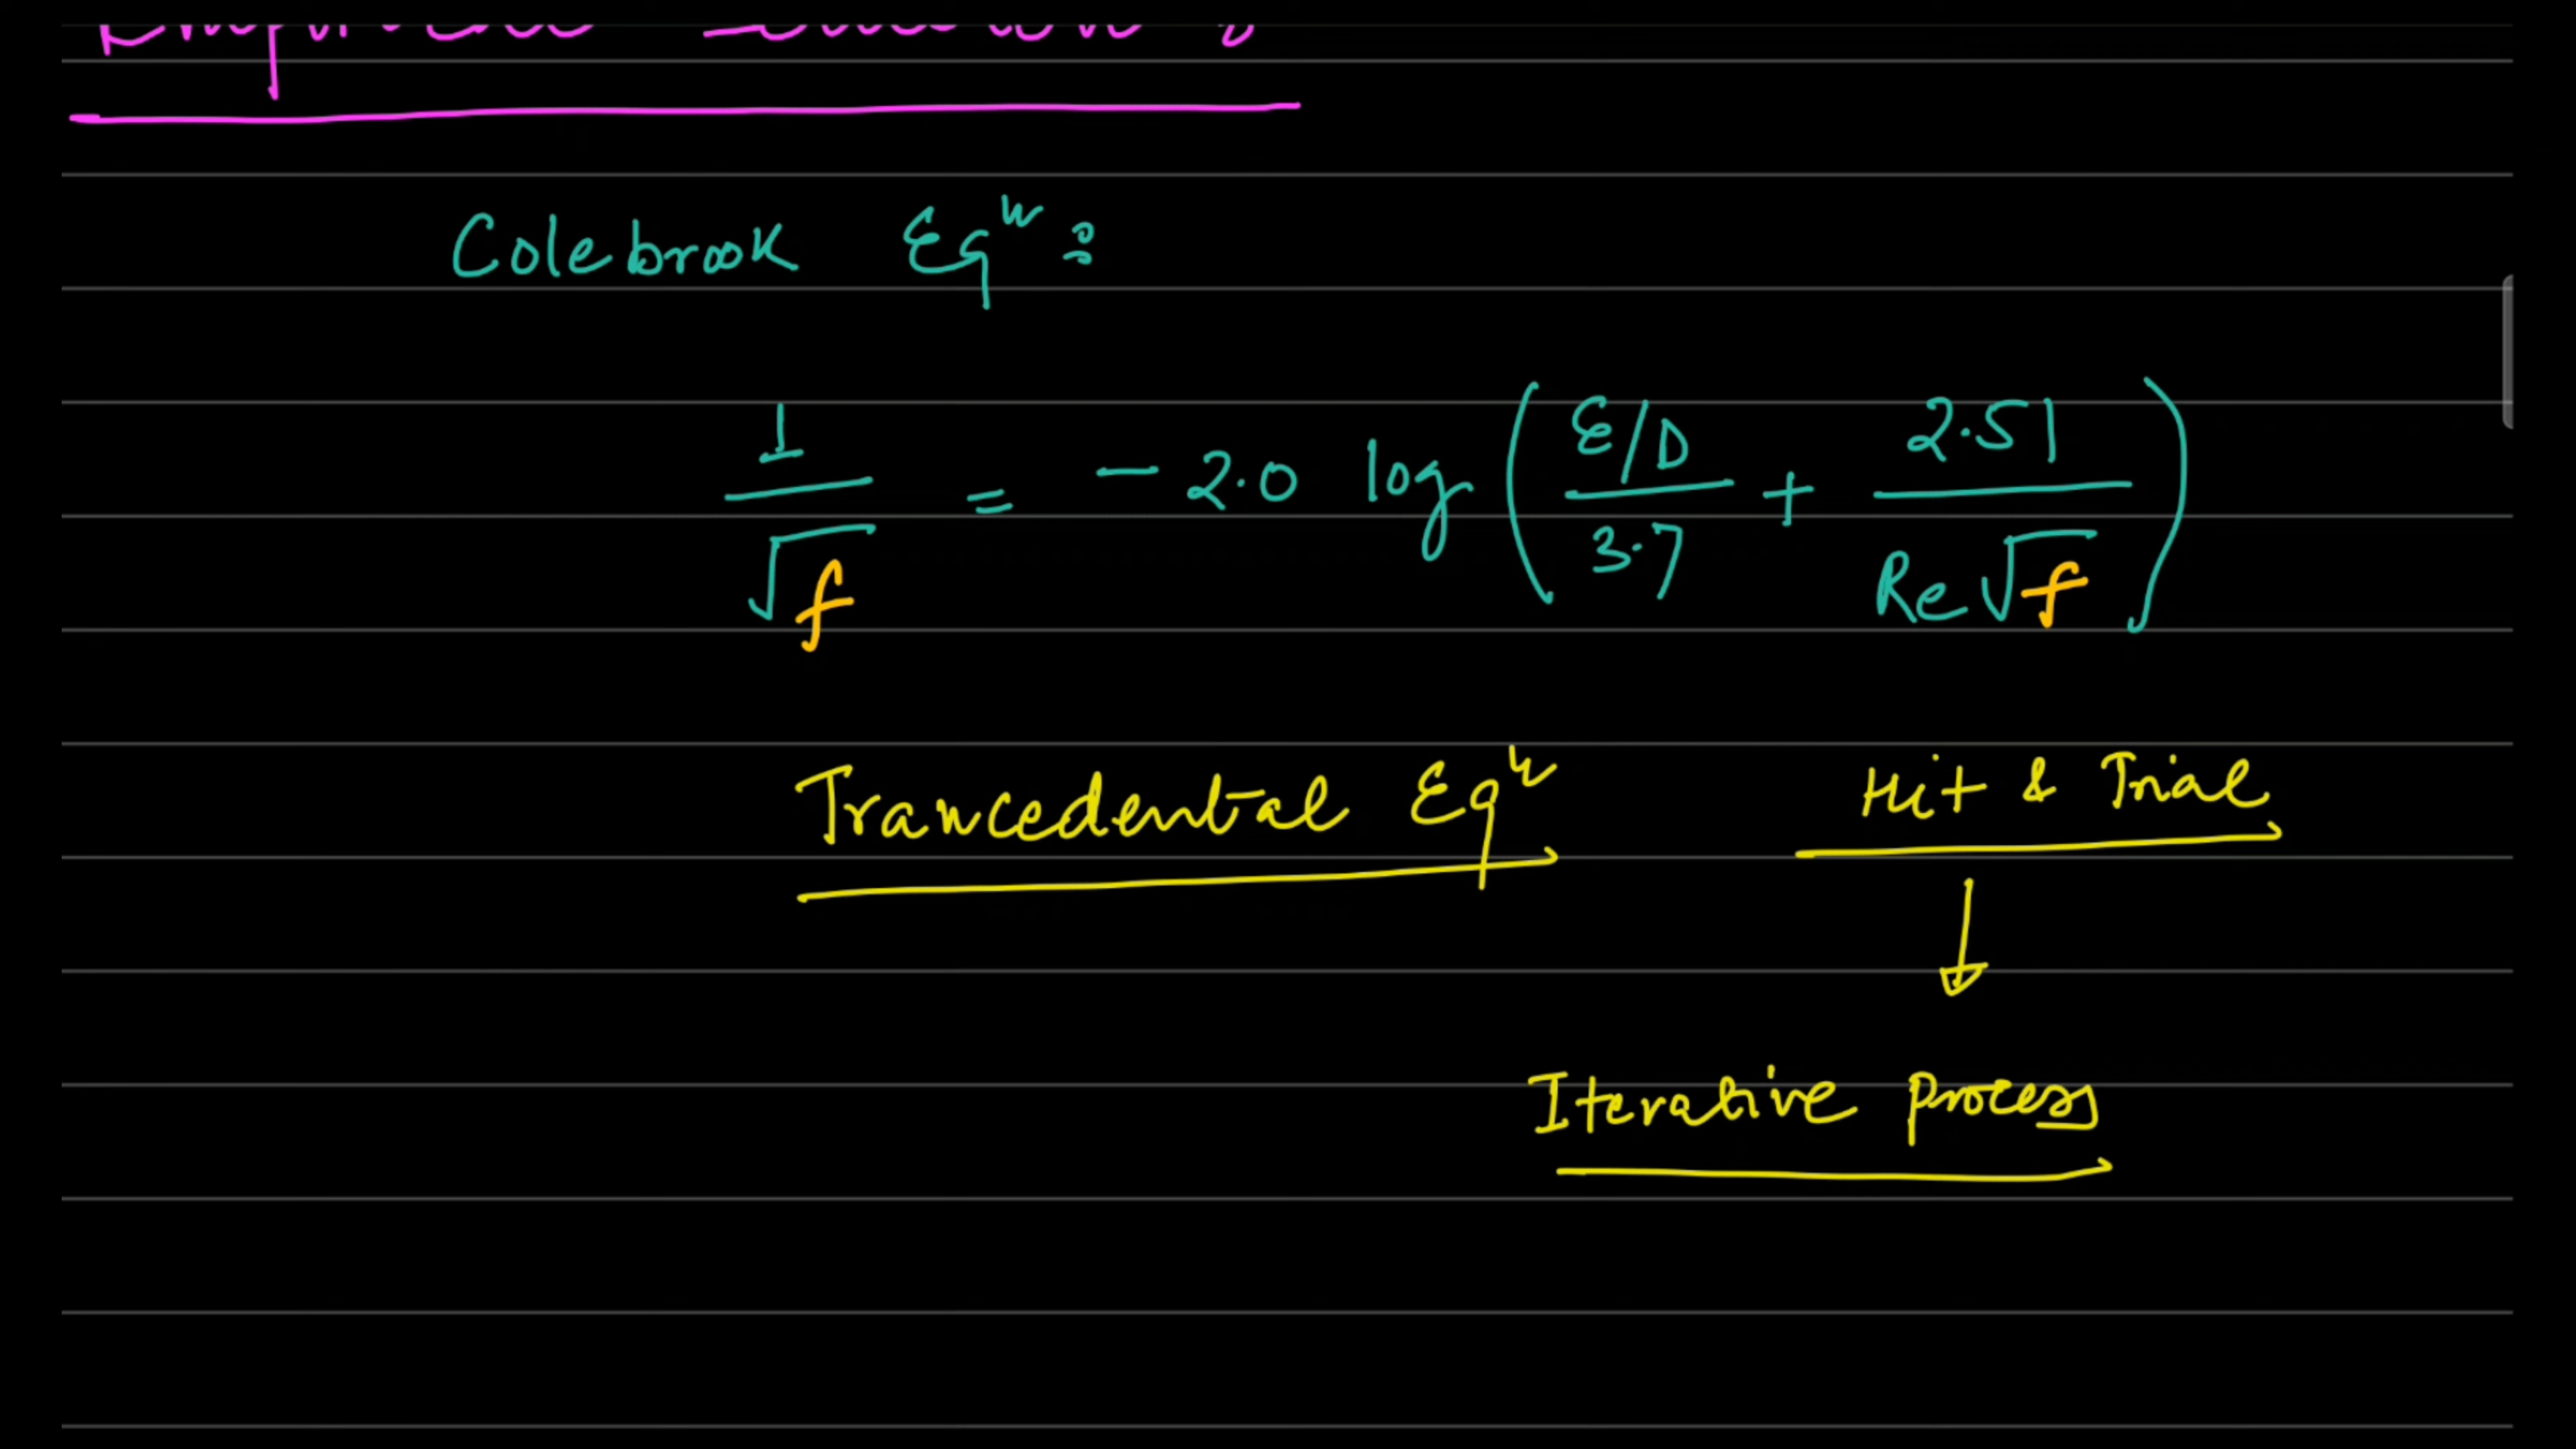 Colebrook Eqⁿ:
1/√f = - 2.0 log ( (ε/D)/3.7 + 2.51/(Re √f) )
Trancedental Eqⁿ Hit & Trial
Iterative Process